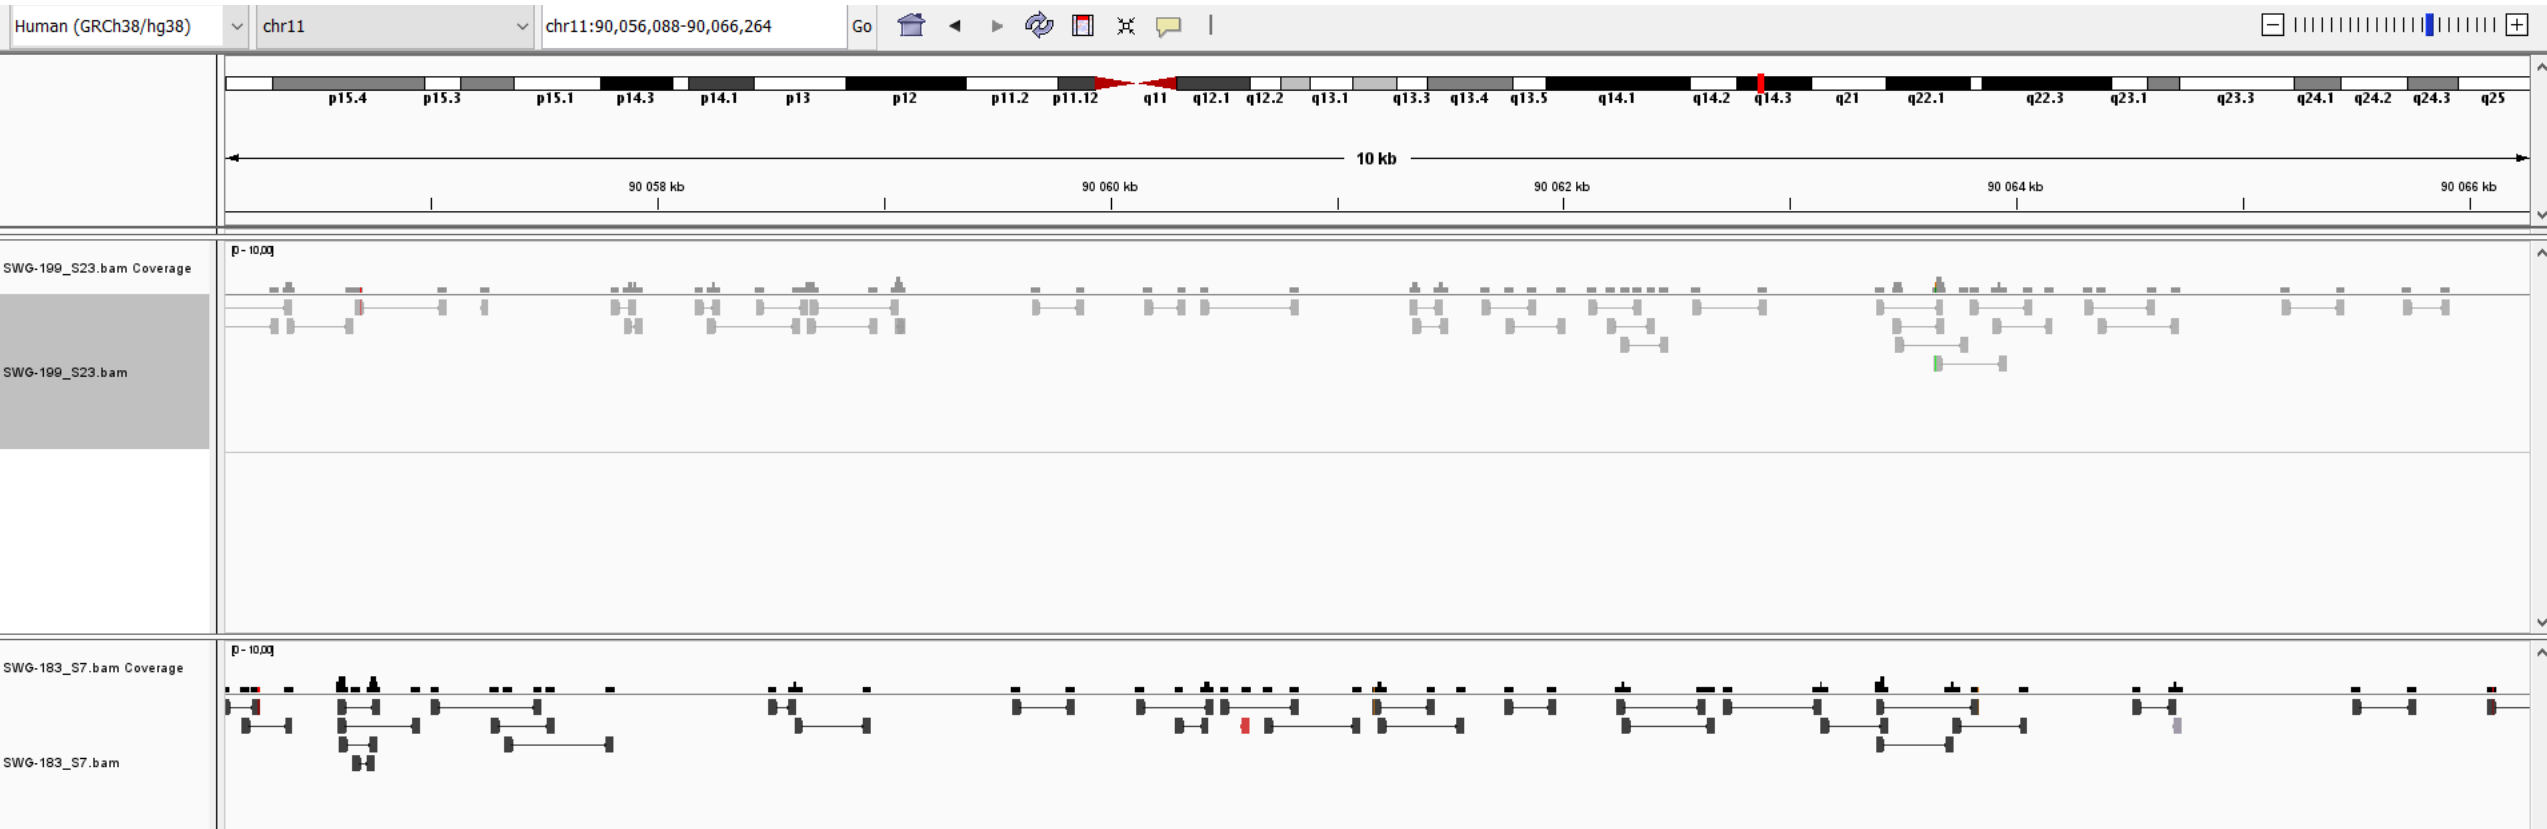 Human (GRCh38/hg38) chr11 chr11:90,056,088-90,066,264 Go
p15.4 p15.3 p15.1 p14.3 p14.1 p13 p12 p11.2 p11.12 q11 q12.1 q12.2 q13.1 q13.3 q13.4 q13.5 q14.1 q14.2 q14.3 q21 q22.1 q22.3 q23.1 q23.3 q24.1 q24.2 q24.3 q25
10 kb
90 058 kb 90 060 kb 90 062 kb 90 064 kb 90 066 kb
[0 - 10,00]
SWG-199_S23.bam Coverage
SWG-199_S23.bam
[0 - 10,00]
SWG-183_S7.bam Coverage
SWG-183_S7.bam